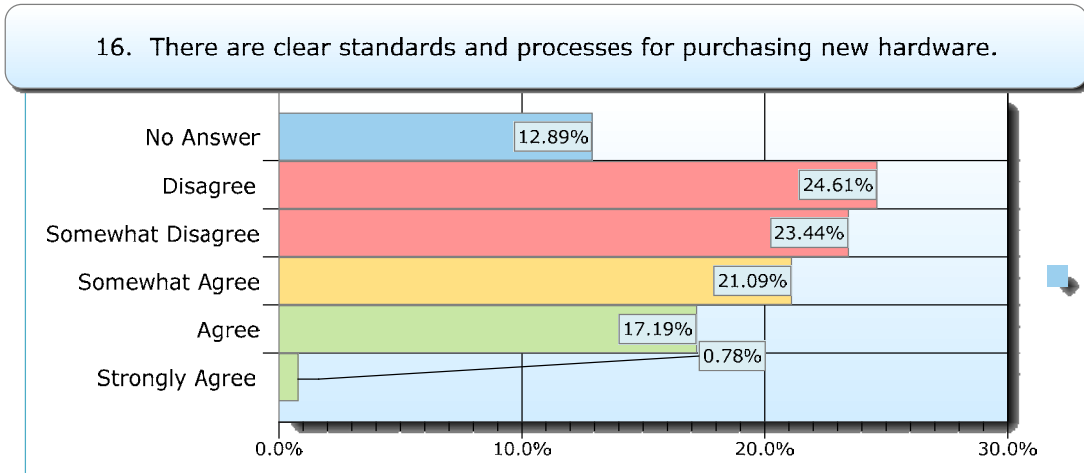 16. There are clear standards and processes for purchasing new hardware.
No Answer
12.89%
Disagree
24.61%
Somewhat Disagree
23.44%
Somewhat Agree
21.09%
Agree
17.19%
Strongly Agree
0.78%
0.0%
10.0%
20.0%
30.0%